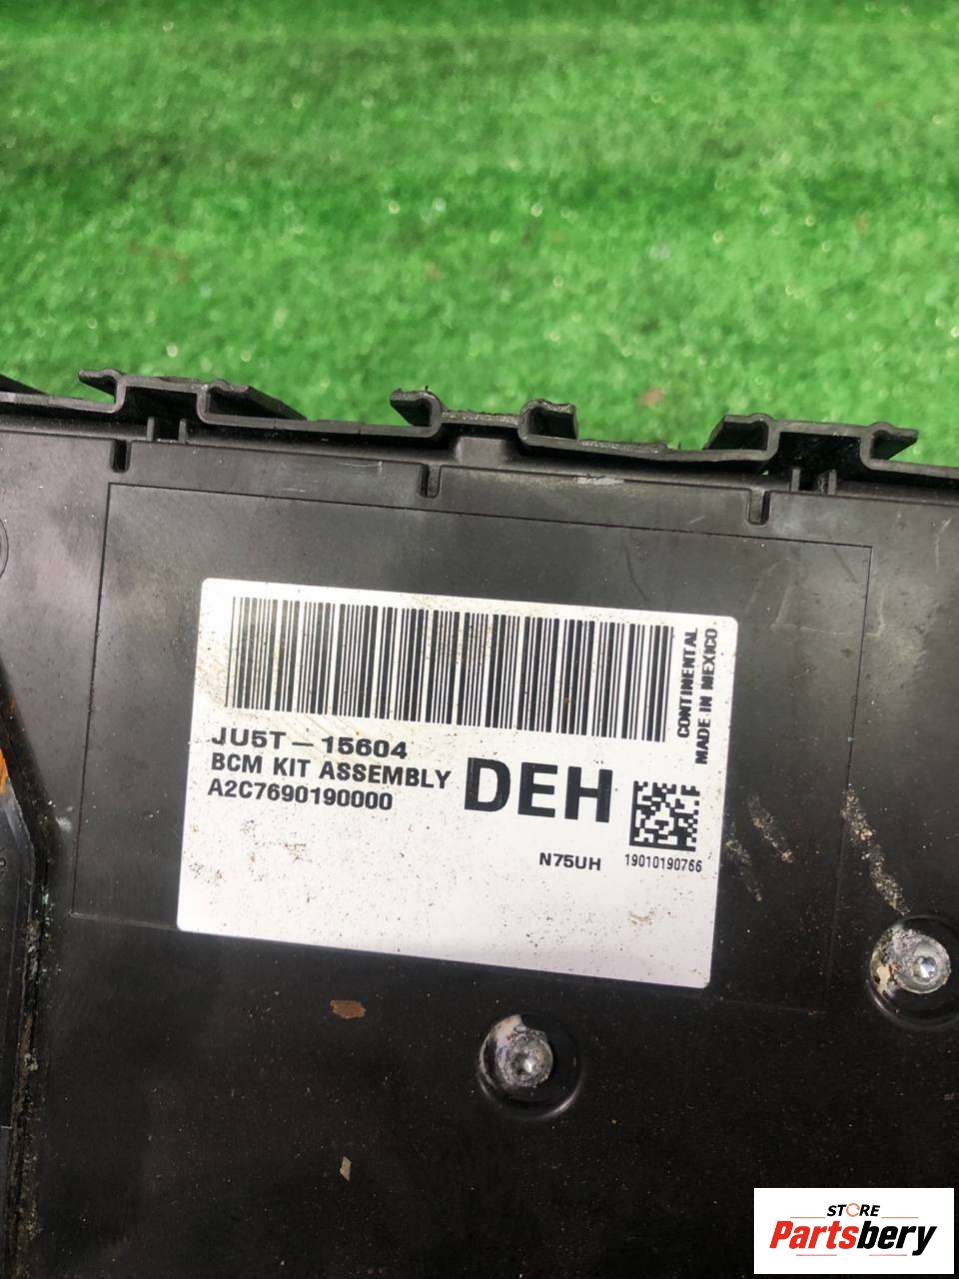 JU5T-15604
BCM KIT ASSEMBLY
A2C7690190000
DEH
CONTINENTAL
MADE IN MEXICO.
N75UH
19010190766
STORE
Partsbery